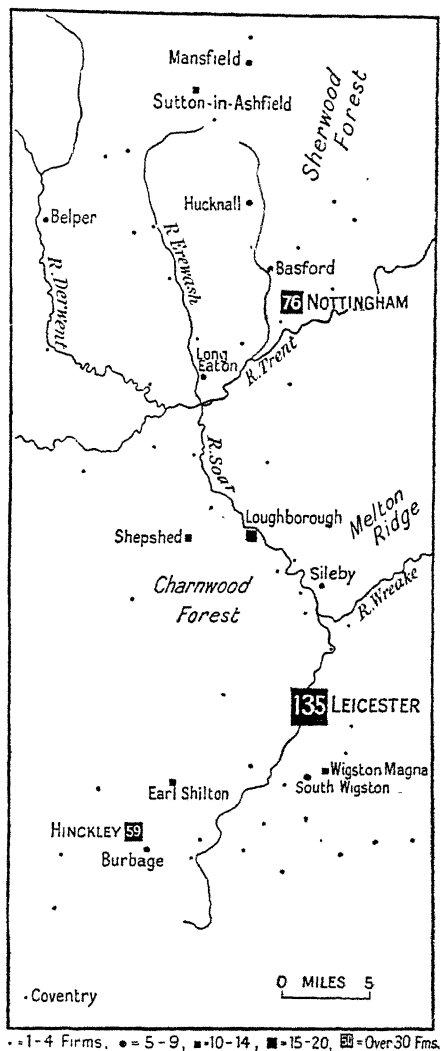 Mansfield
Sutton-in-Ashfield
Sherwood
Forest
Hucknall
Belper
R. Erewash
Basford
R. Derwent
76 NOTTINGHAM
Long
Eaton
R. Trent
R. Soar
Loughborough
Melton
Ridge
Shepshed
Sileby
Charnwood
Forest
R. Wreake
135 LEICESTER
Wigston Magna
South Wigston
Earl Shilton
HINCKLEY 59
Burbage
0 MILES 5
Coventry
=1-4 Firms, =5-9, =10-14, =15-20, =Over 30 Fms.